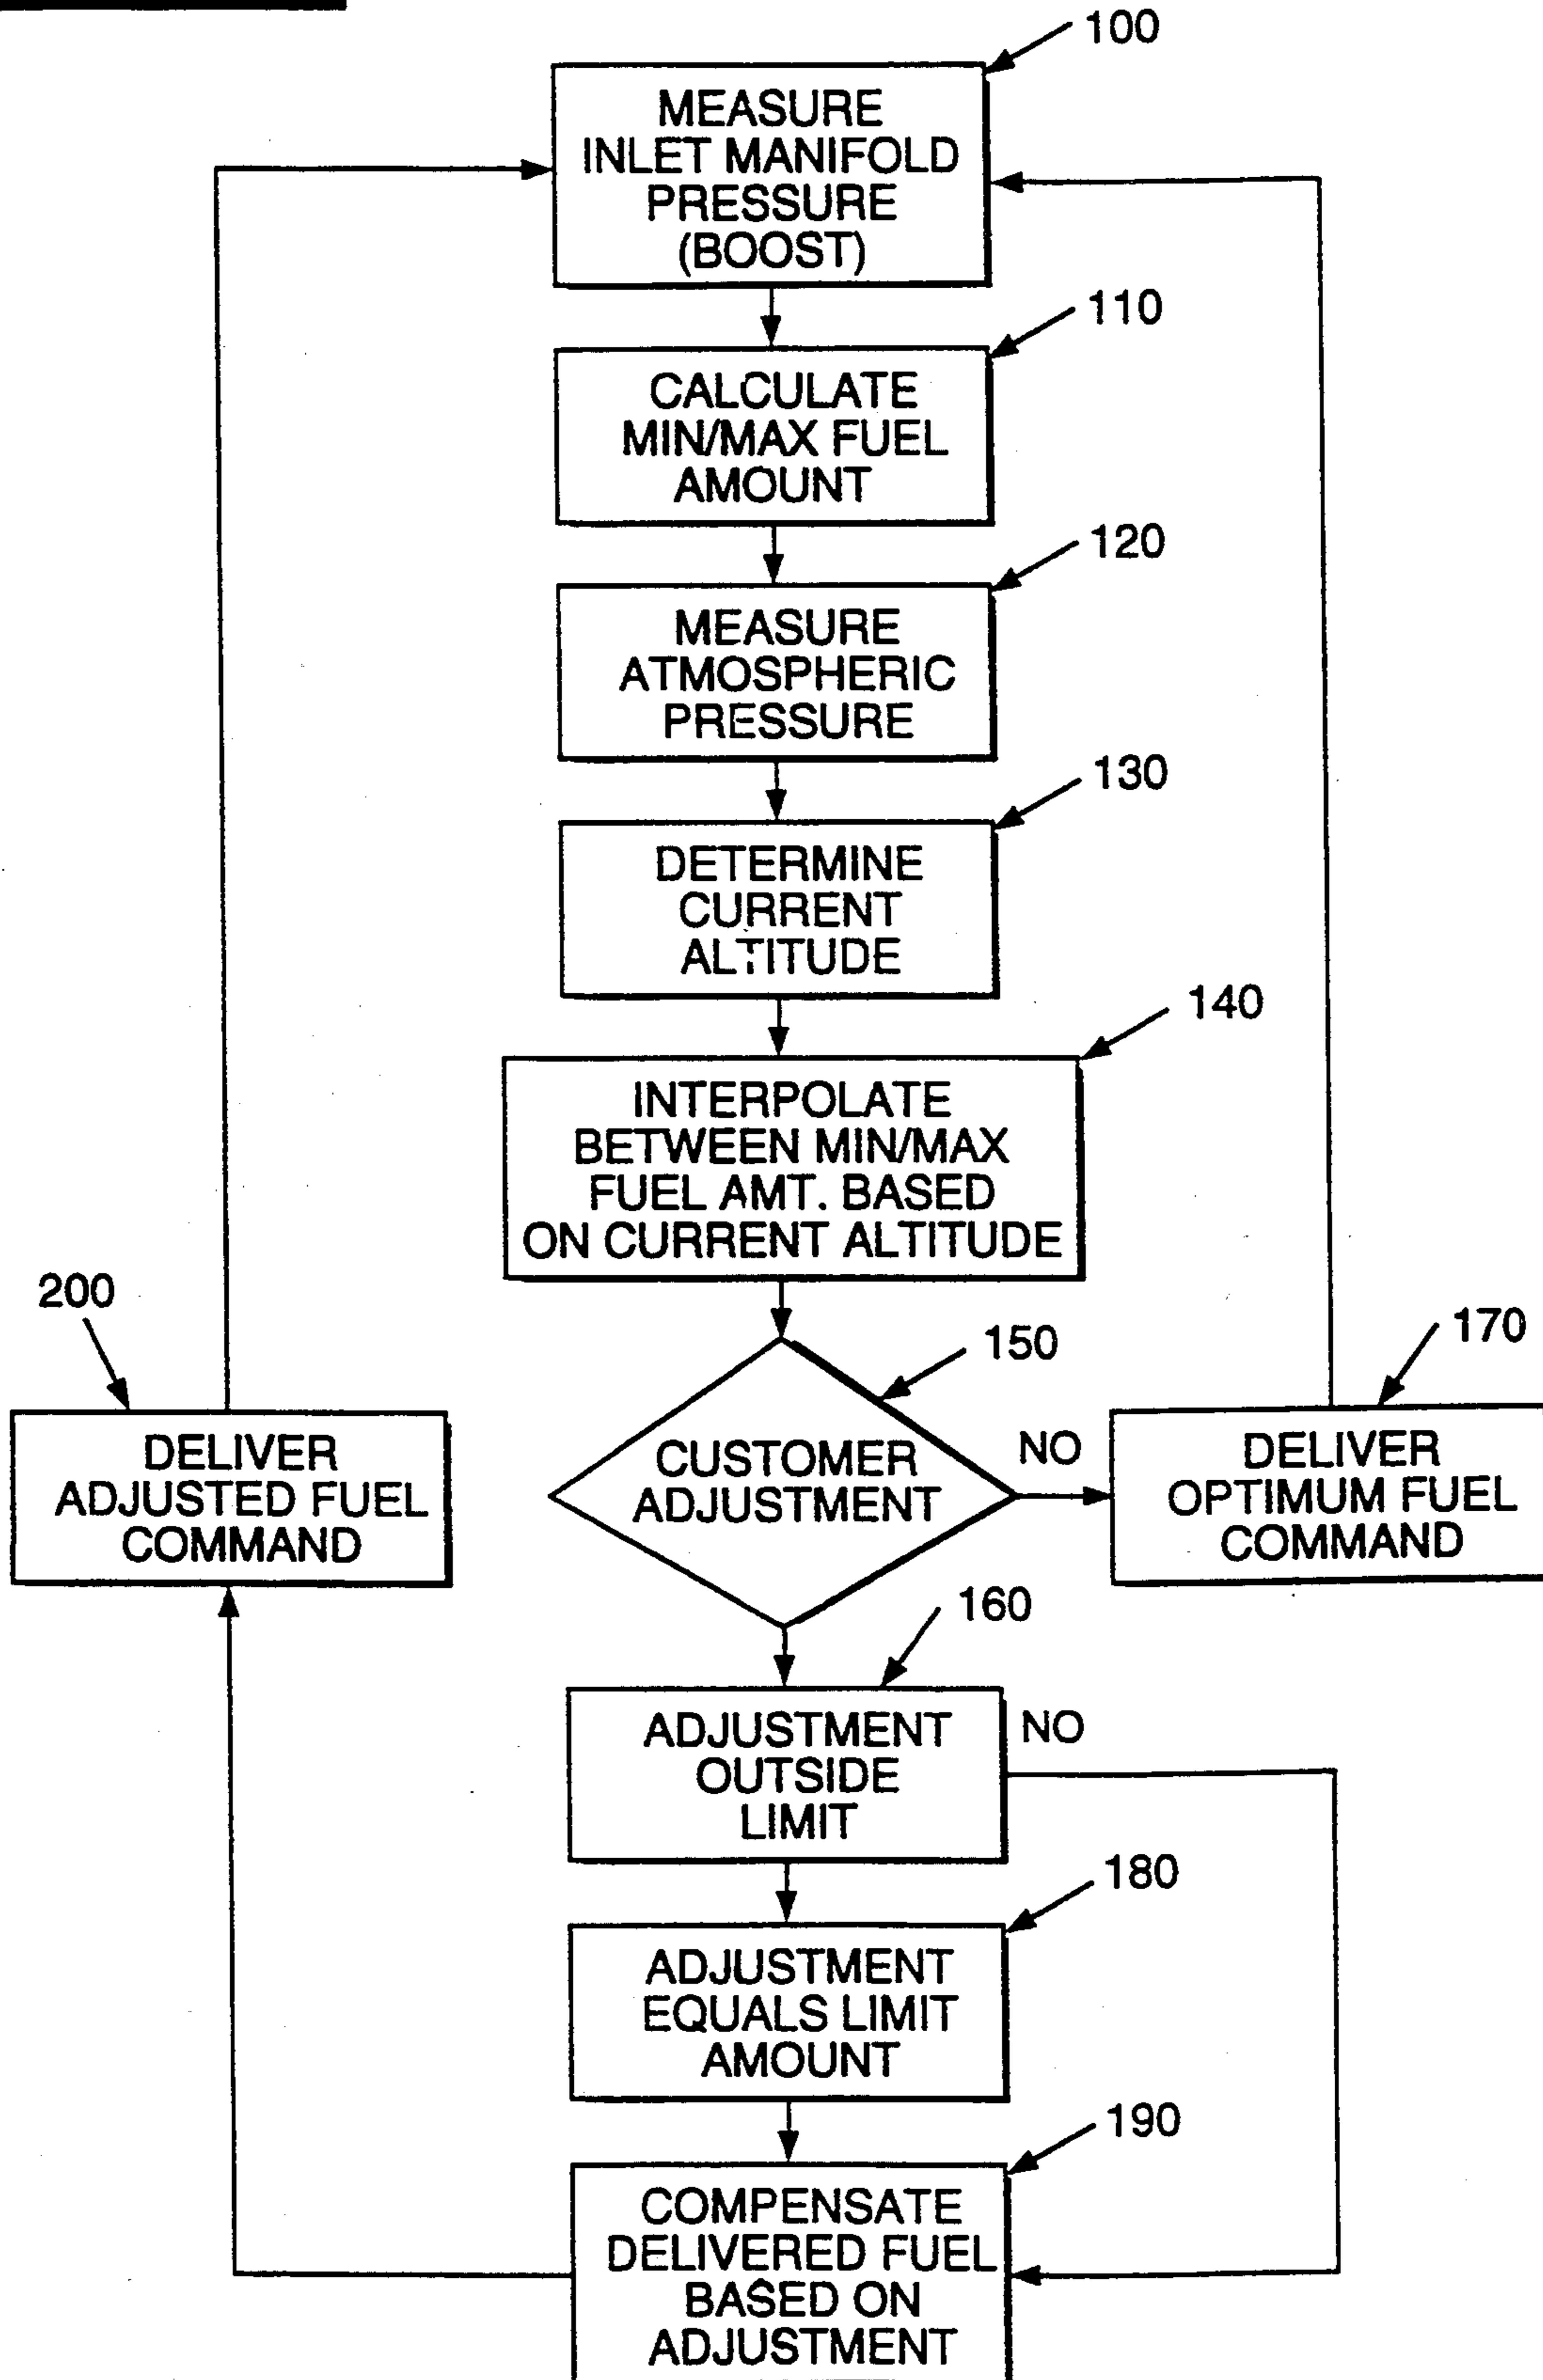 100
MEASURE
INLET MANIFOLD
PRESSURE
(BOOST)
110
CALCULATE
MIN/MAX FUEL
AMOUNT
120
MEASURE
ATMOSPHERIC
PRESSURE
130
DETERMINE
CURRENT
ALTITUDE
140
INTERPOLATE
BETWEEN MIN/MAX
FUEL AMT. BASED
ON CURRENT ALTITUDE
200
DELIVER
ADJUSTED FUEL
COMMAND
150
CUSTOMER
ADJUSTMENT
NO
170
DELIVER
OPTIMUM FUEL
COMMAND
160
ADJUSTMENT
OUTSIDE
LIMIT
NO
180
ADJUSTMENT
EQUALS LIMIT
AMOUNT
190
COMPENSATE
DELIVERED FUEL
BASED ON
ADJUSTMENT